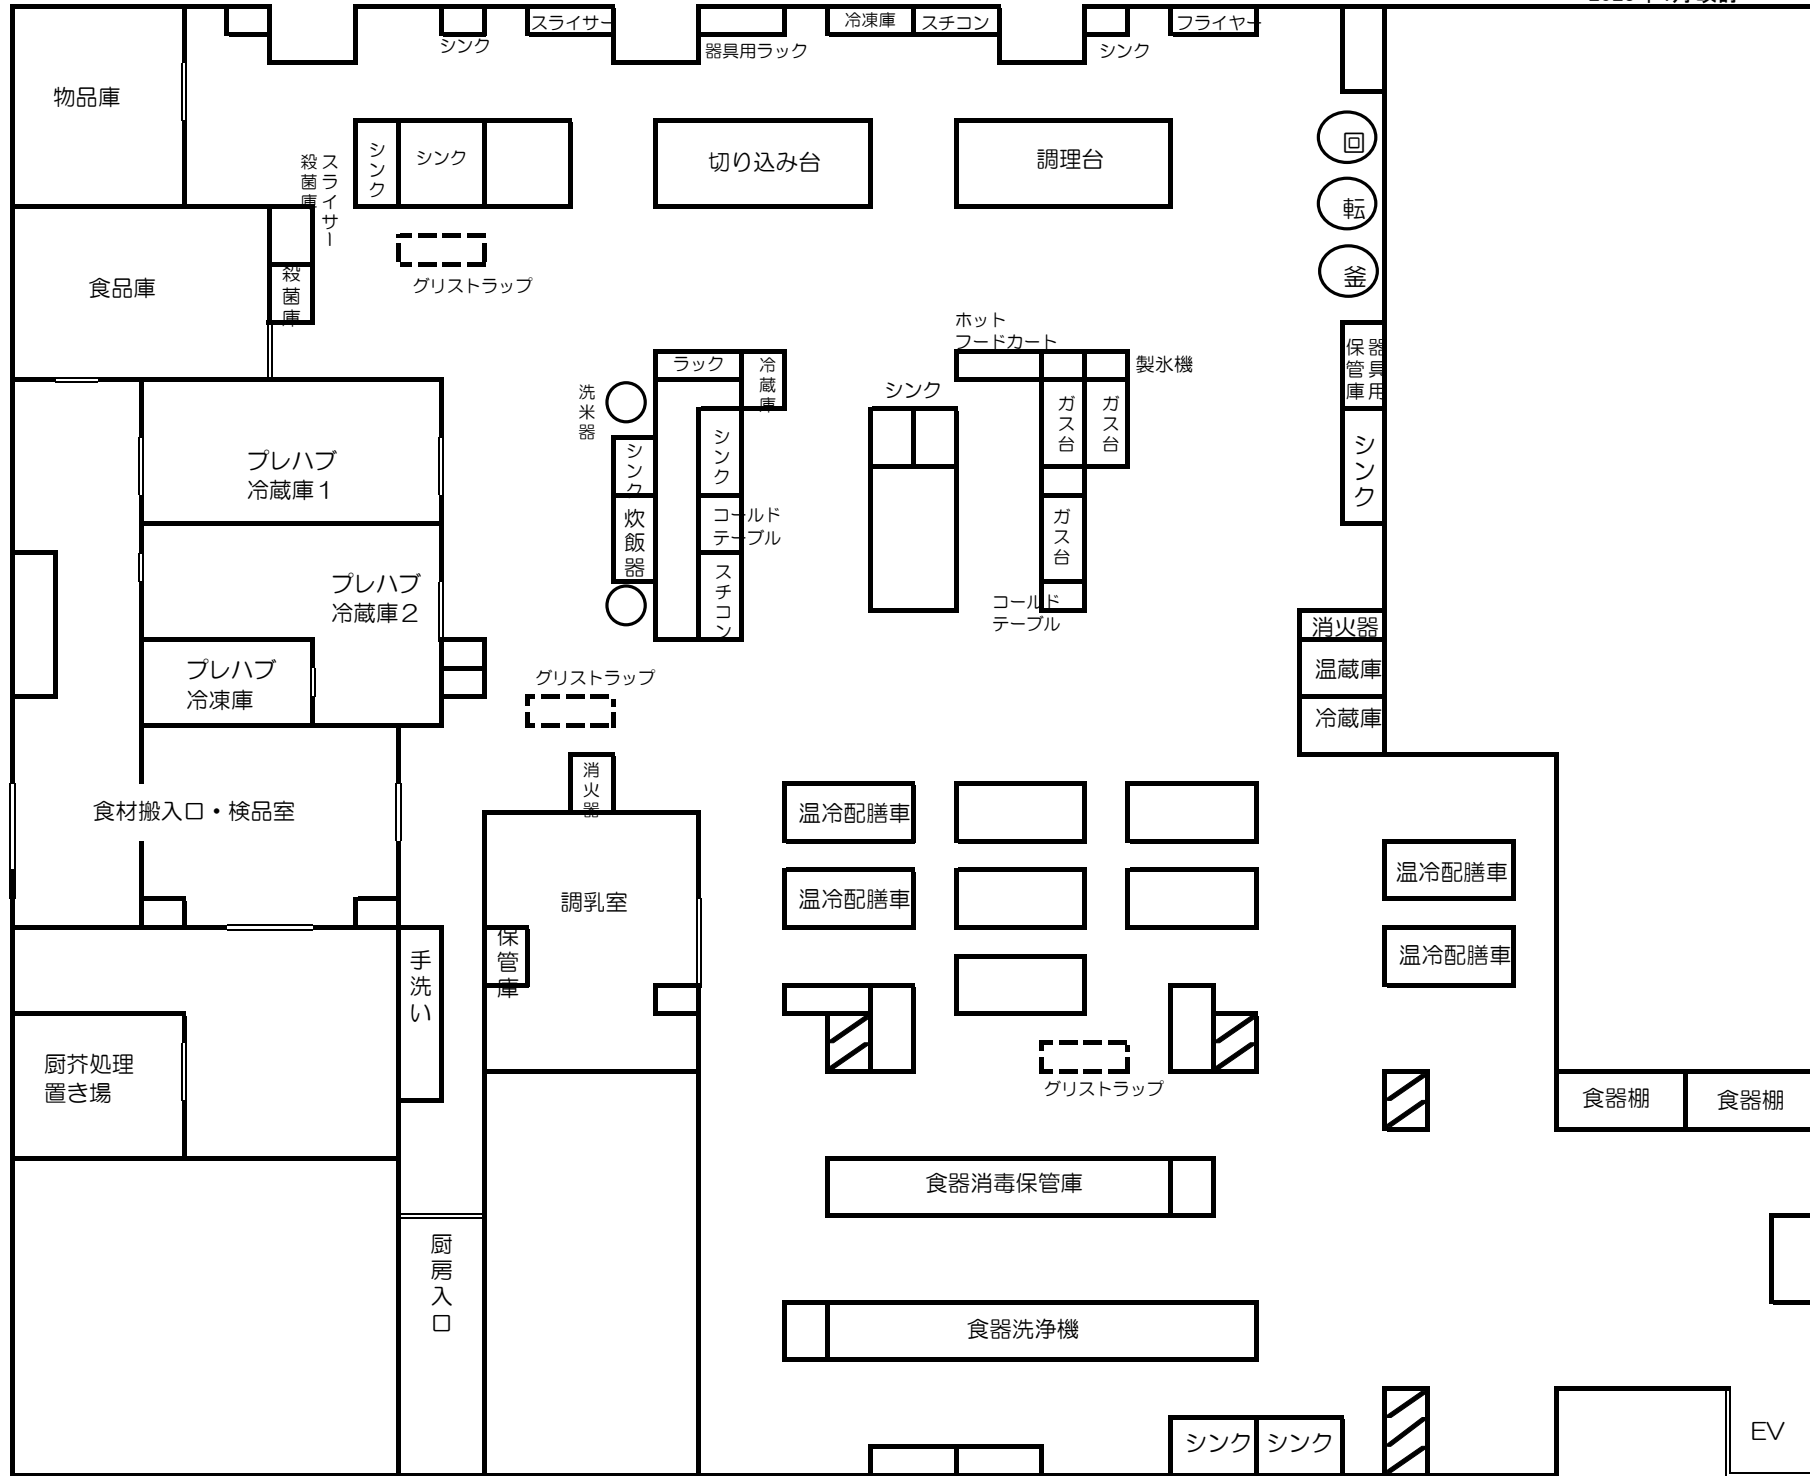 スライサー
冷凍庫
スチコン
フライヤー
シンク
器具用ラック
シンク
物品庫
シンク
シンク
切り込み台
調理台
回
転
釜
スライサー
殺菌庫
食品庫
殺菌庫
グリストラップ
ホット
フードカート
製氷機
ラック
冷蔵庫
器具用
保管庫
洗米器
シンク
ガス台
ガス台
シンク
シンク
シンク
プレハブ
冷蔵庫1
炊飯器
コールド
テーブル
ガス台
スチコン
プレハブ
冷蔵庫2
コールド
テーブル
消火器
温蔵庫
冷蔵庫
プレハブ
冷凍庫
グリストラップ
消火器
食材搬入口・検品室
温冷配膳車
温冷配膳車
温冷配膳車
温冷配膳車
調乳室
保管庫
手洗い
厨芥処理
置き場
グリストラップ
食器棚
食器棚
食器消毒保管庫
厨房入口
食器洗浄機
シンク
シンク
EV